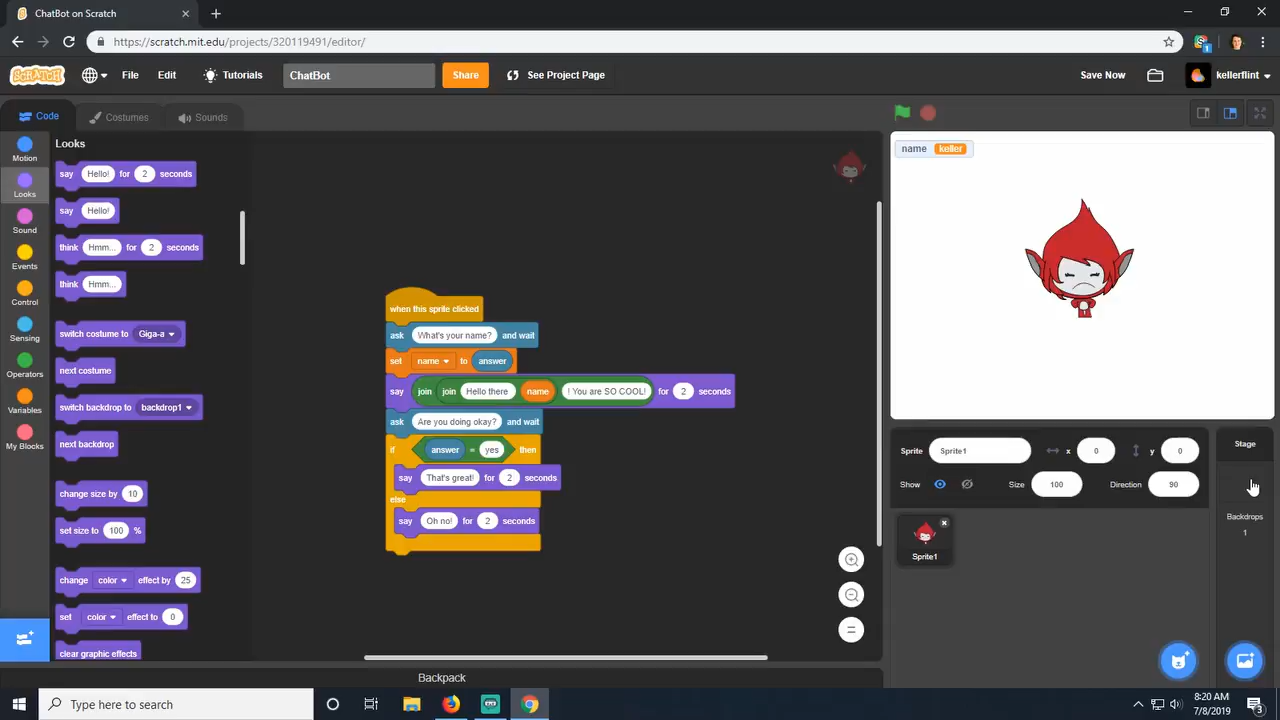 ChatBot on Scratch
https://scratch.mit.edu/projects/320119491/editor/
SCRATCH File Edit Tutorials ChatBot Share See Project Page Save Now kellerflint
Code Costumes Sounds
Motion
Looks
Sound
Events
Control
Sensing
Operators
Variables
My Blocks
Looks
say Hello! for 2 seconds
say Hello!
think Hmm... for 2 seconds
think Hmm...
switch costume to Giga-a
next costume
switch backdrop to backdrop1
next backdrop
change size by 10
set size to 100 %
change color effect by 25
set color effect to 0
clear graphic effects
when this sprite clicked
ask What's your name? and wait
set name to answer
say join join Hello there name ! You are SO COOL! for 2 seconds
ask Are you doing okay? and wait
if answer = yes then
say That's great! for 2 seconds
else
say Oh no! for 2 seconds
name keller
Sprite Sprite1 x 0 y 0
Show Size 100 Direction 90
Sprite1
Stage
Backdrops
1
Backpack
Type here to search
8:20 AM
7/8/2019